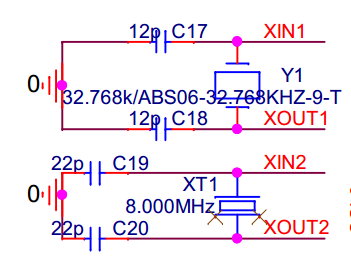 12p C17 XIN1
Y1
0 32.768k/ABS06-32.768KHZ-9-T
12p C18 XOUT1
22p C19 XIN2
XT1
0 8.000MHz
22p C20 XOUT2